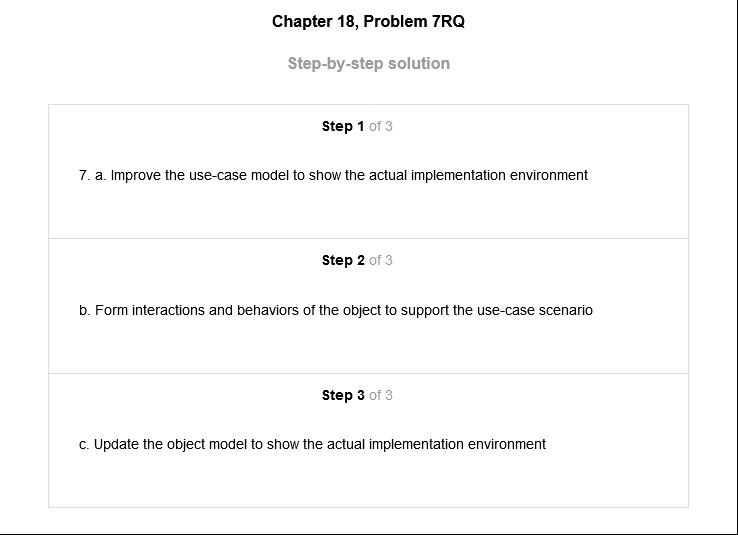 Chapter 18, Problem 7RQ
Step-by-step solution
Step 1 of 3
7. a. Improve the use-case model to show the actual implementation environment
Step 2 of 3
b. Form interactions and behaviors of the object to support the use-case scenario
Step 3 of 3
c. Update the object model to show the actual implementation environment